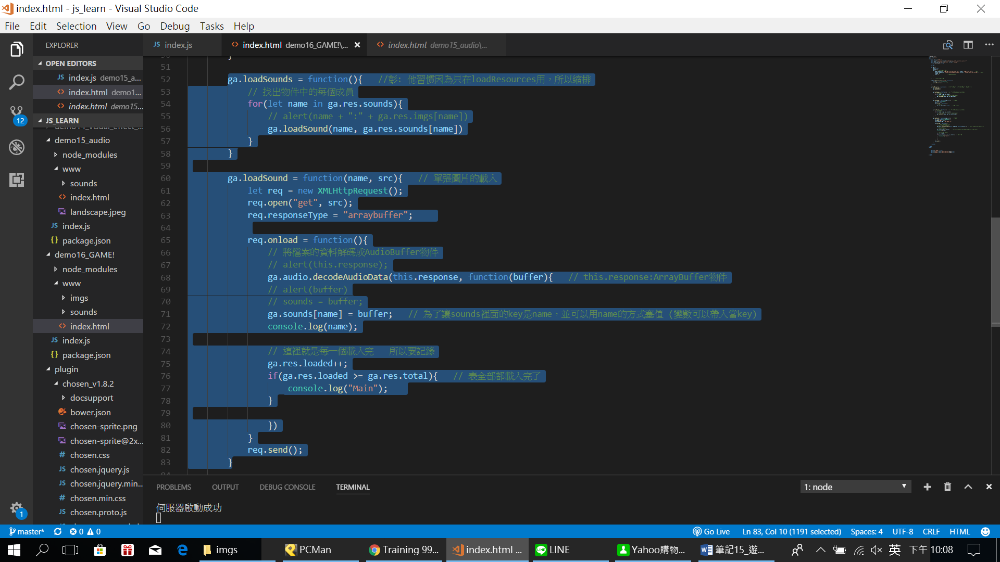 index.html - js_learn - Visual Studio Code
File Edit Selection View Go Debug Tasks Help
EXPLORER
OPEN EDITORS
JS index.js demo15_a...
<> index.html demo1...
<> index.html demo15...
JS_LEARN
demo15_audio
node_modules
www
sounds
<> index.html
landscape.jpeg
JS index.js
{} package.json
demo16_GAME!
node_modules
www
imgs
sounds
<> index.html
JS index.js
{} package.json
plugin
chosen_v1.8.2
docsupport
bower.json
chosen-sprite.png
chosen-sprite@2x...
# chosen.css
JS chosen.jquery.js
JS chosen.jquery.min...
# chosen.min.css
JS chosen.proto.js
12
1
JS index.js <> index.html demo16_GAME!\... <> index.html demo15_audio\...
51
52 ga.loadSounds = function(){ //彭: 他習慣因為只在loadResources用，所以縮排
53 // 找出物件中的每個成員
54 for(let name in ga.res.sounds){
55 // alert(name + ":" + ga.res.imgs[name])
56 ga.loadSound(name, ga.res.sounds[name])
57 }
58 }
59
60 ga.loadSound = function(name, src){ // 單張圖片的載入
61 let req = new XMLHttpRequest();
62 req.open("get", src);
63 req.responseType = "arraybuffer";
64
65 req.onload = function(){
66 // 將檔案的資料解碼成AudioBuffer物件
67 // alert(this.response);
68 ga.audio.decodeAudioData(this.response, function(buffer){ // this.response:ArrayBuffer物件
69 // alert(buffer)
70 // sounds = buffer;
71 ga.sounds[name] = buffer; // 為了讓sounds裡面的key是name，並可以用name的方式塞值 (變數可以帶入當key)
72 console.log(name);
73
74 // 這裡就是每一個載入完 所以要記錄
75 ga.res.loaded++;
76 if(ga.res.loaded >= ga.res.total){ // 表全部都載入完了
77 console.log("Main");
78 }
79
80 })
81 }
82 req.send();
83 }
PROBLEMS OUTPUT DEBUG CONSOLE TERMINAL 1: node
伺服器啟動成功
master* 0 0 Go Live Ln 83, Col 10 (1191 selected) Spaces: 4 UTF-8 CRLF HTML
imgs PCMan Training 99... index.html ... LINE Yahoo購物... 筆記15_遊... 英 下午 10:08